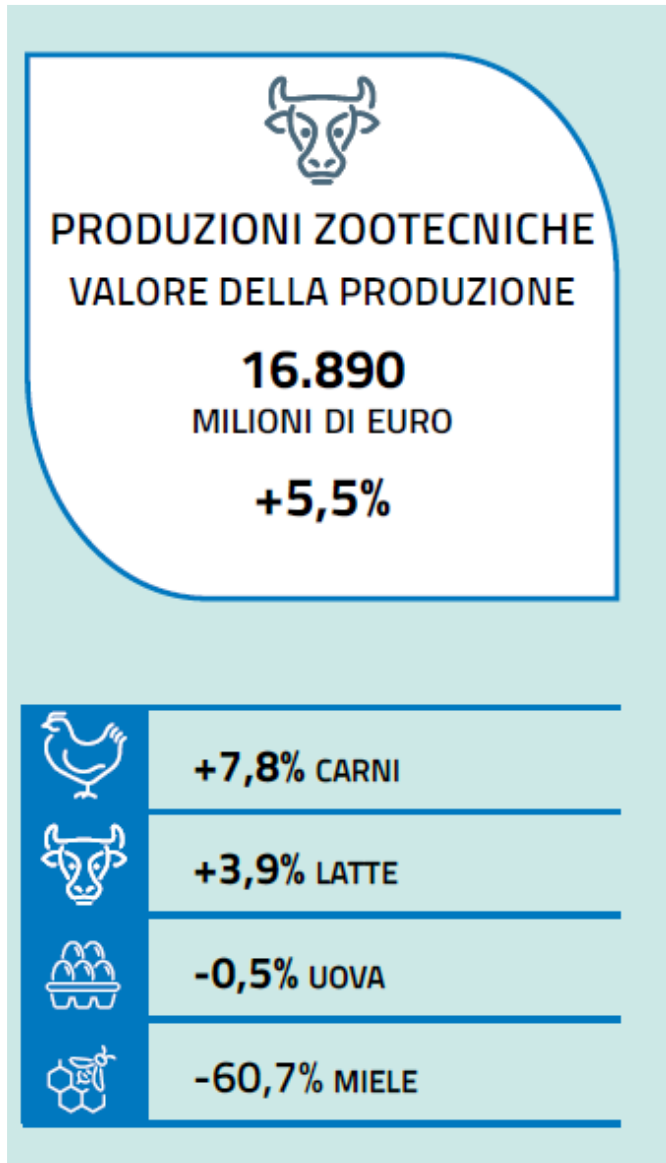 PRODUZIONI ZOOTECNICHE
VALORE DELLA PRODUZIONE
16.890
MILIONI DI EURO
+5,5%
+7,8% CARNI
+3,9% LATTE
-0,5% UOVA
-60,7% MIELE